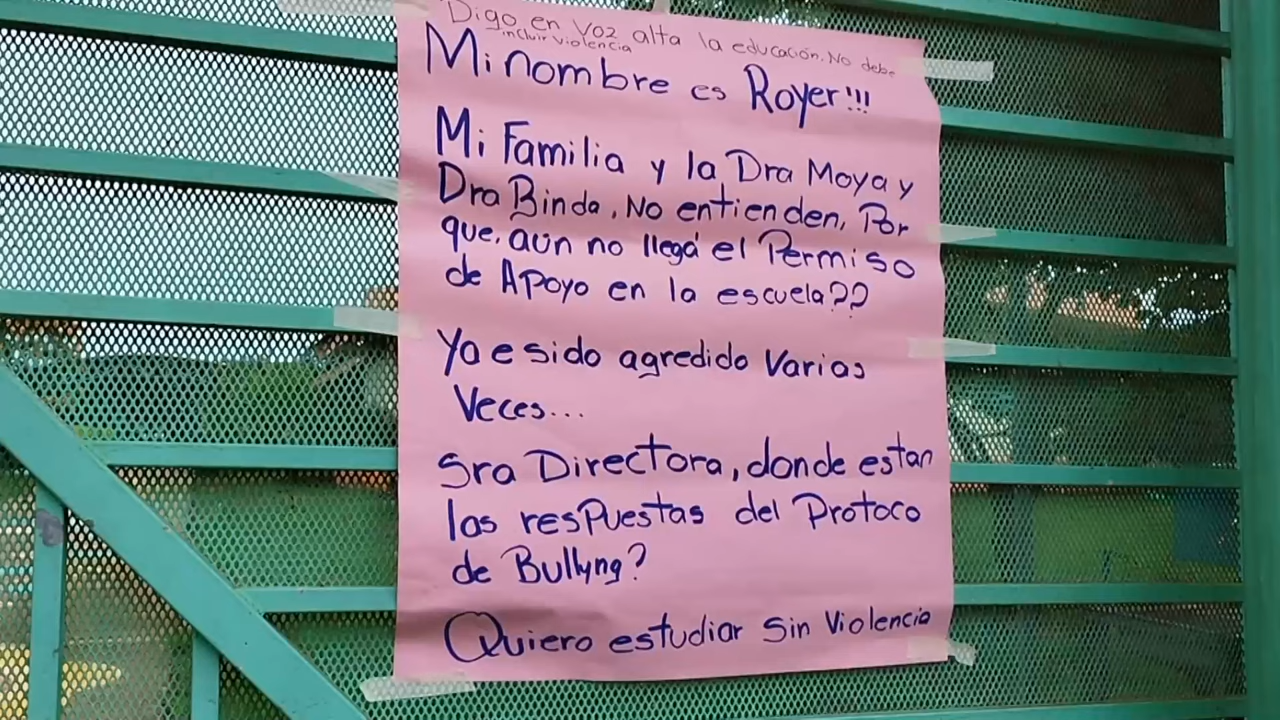 Digo en voz alta la educación. No debe
incluir violencia
Mi nombre es Royer!!!
Mi Familia y la Dra Moya y
Dra Binda, No entienden, Por
que, aún no llega el Permiso
de Apoyo en la escuela??
Ya e sido agredido Varias
Veces...
Sra Directora, donde estan
las resPuestas del Protoco
de Bullyng?
Quiero estudiar Sin Violencia